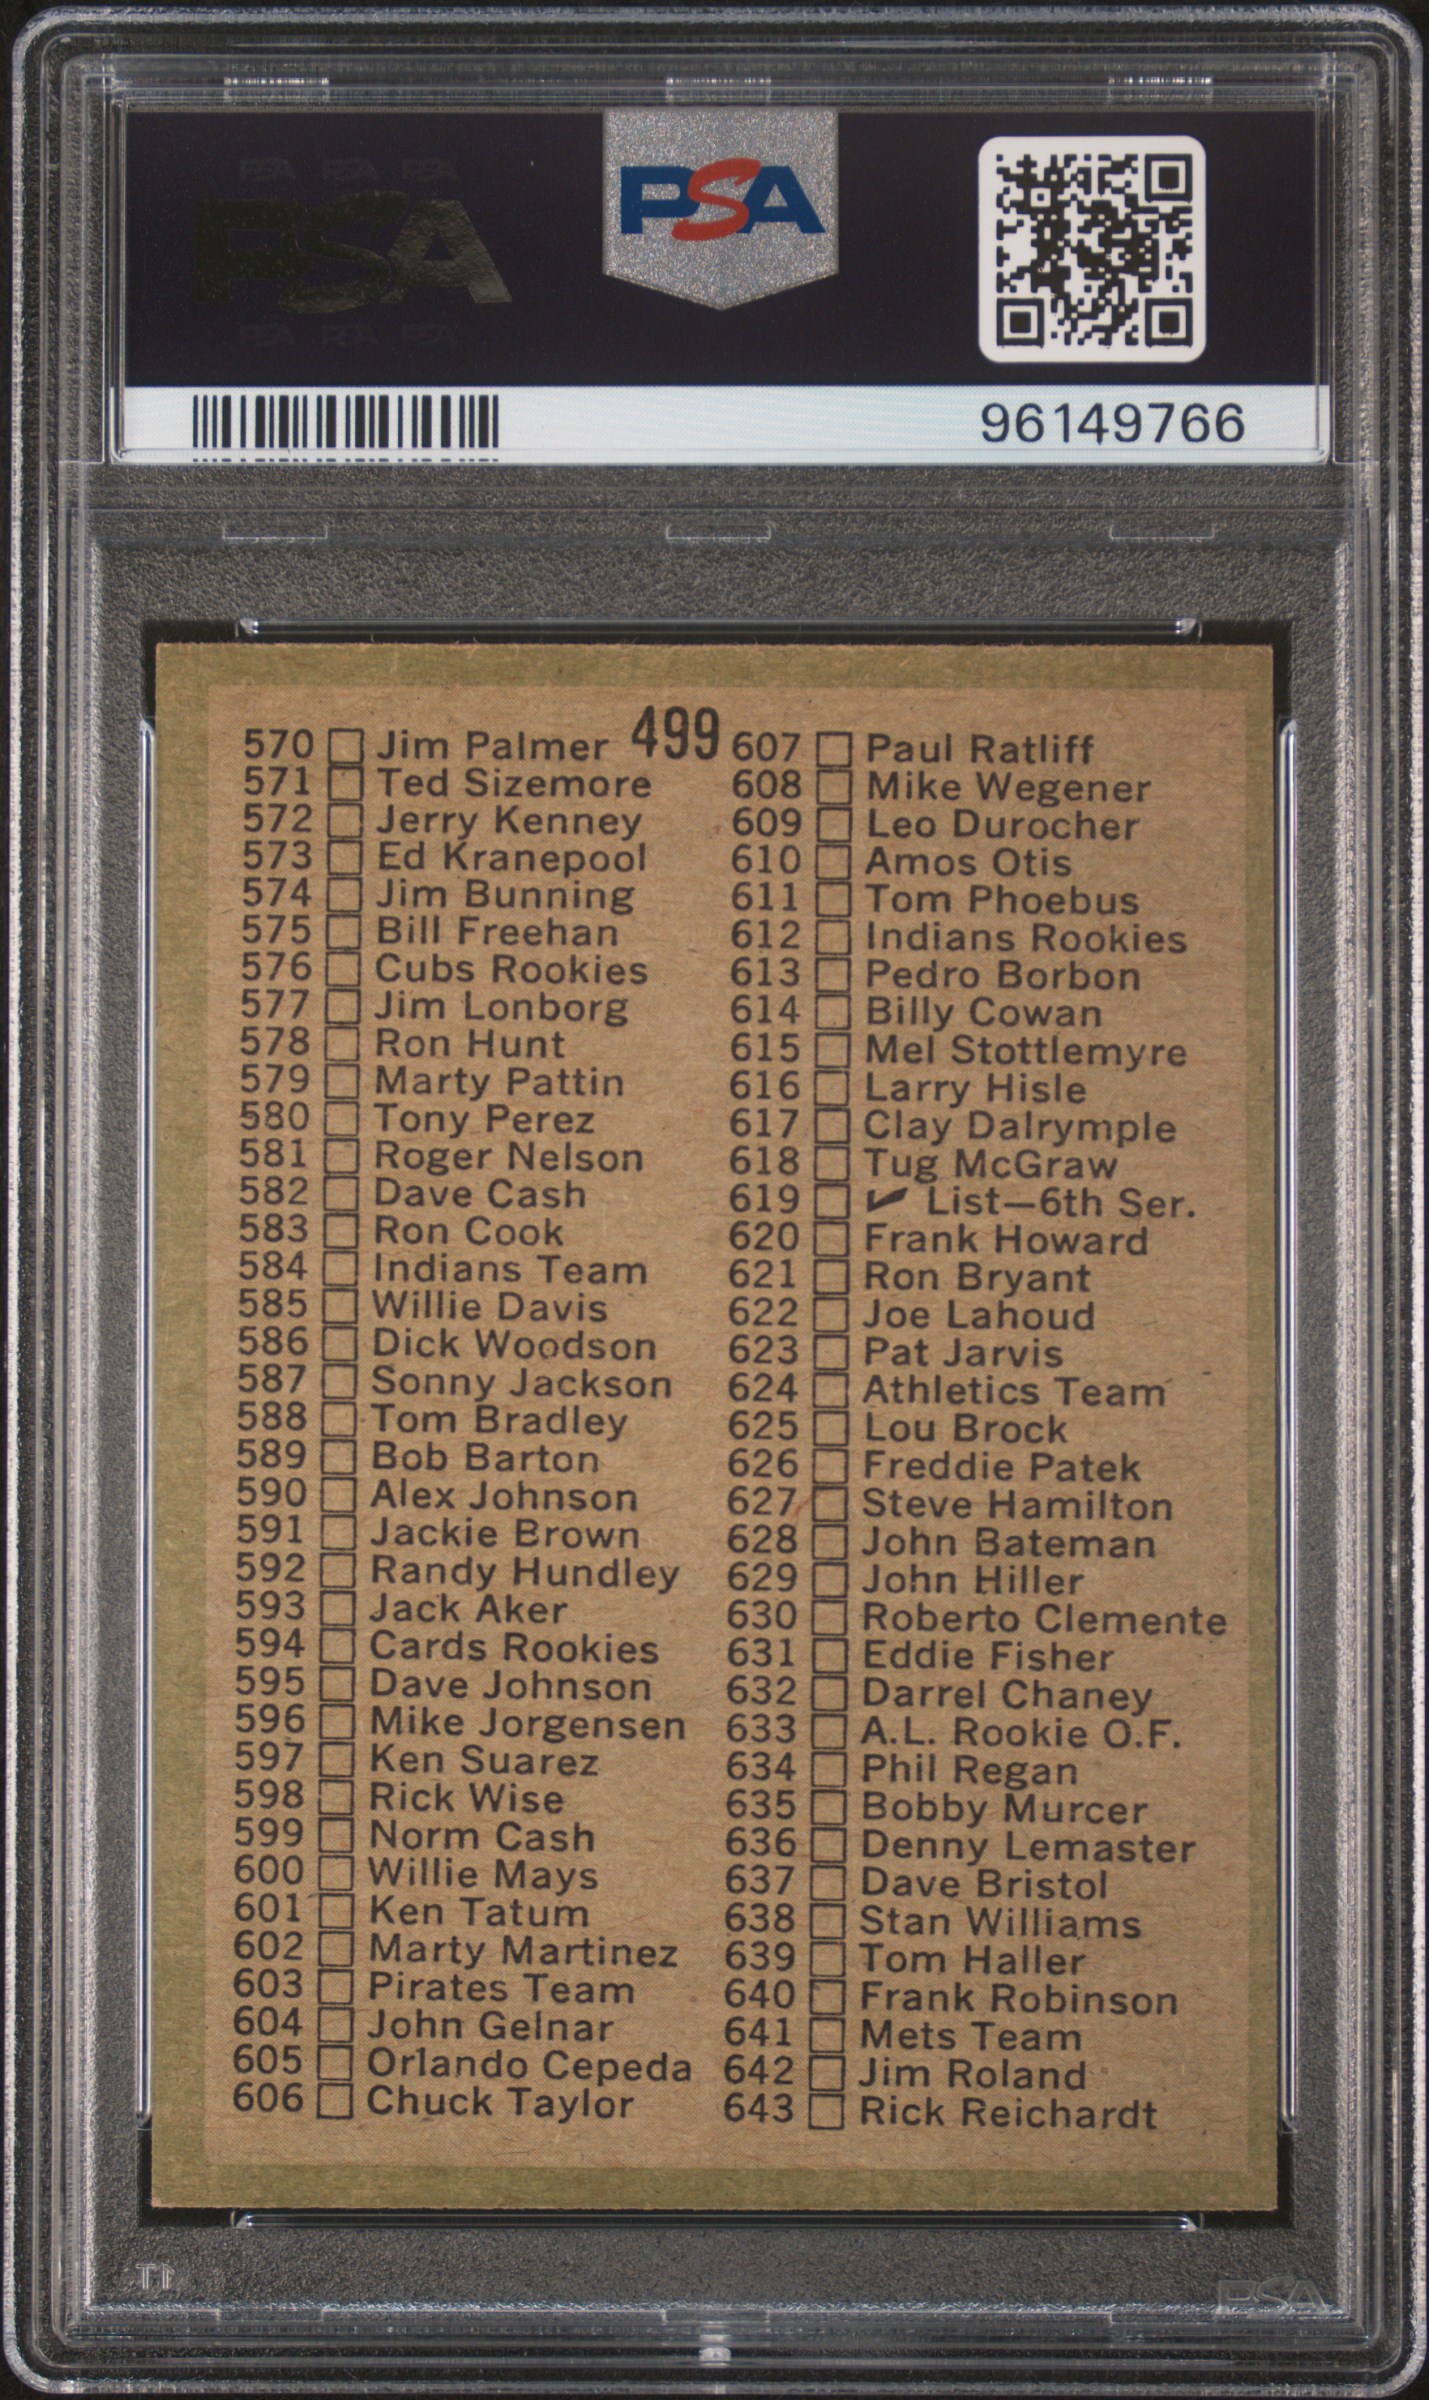 PSA PSA PSA
PSA
PSA PSA PSA
PSA
96149766
499
570 Jim Palmer
571 Ted Sizemore
572 Jerry Kenney
573 Ed Kranepool
574 Jim Bunning
575 Bill Freehan
576 Cubs Rookies
577 Jim Lonborg
578 Ron Hunt
579 Marty Pattin
580 Tony Perez
581 Roger Nelson
582 Dave Cash
583 Ron Cook
584 Indians Team
585 Willie Davis
586 Dick Woodson
587 Sonny Jackson
588 Tom Bradley
589 Bob Barton
590 Alex Johnson
591 Jackie Brown
592 Randy Hundley
593 Jack Aker
594 Cards Rookies
595 Dave Johnson
596 Mike Jorgensen
597 Ken Suarez
598 Rick Wise
599 Norm Cash
600 Willie Mays
601 Ken Tatum
602 Marty Martinez
603 Pirates Team
604 John Gelnar
605 Orlando Cepeda
606 Chuck Taylor
607 Paul Ratliff
608 Mike Wegener
609 Leo Durocher
610 Amos Otis
611 Tom Phoebus
612 Indians Rookies
613 Pedro Borbon
614 Billy Cowan
615 Mel Stottlemyre
616 Larry Hisle
617 Clay Dalrymple
618 Tug McGraw
619 ✔ List—6th Ser.
620 Frank Howard
621 Ron Bryant
622 Joe Lahoud
623 Pat Jarvis
624 Athletics Team
625 Lou Brock
626 Freddie Patek
627 Steve Hamilton
628 John Bateman
629 John Hiller
630 Roberto Clemente
631 Eddie Fisher
632 Darrel Chaney
633 A.L. Rookie O.F.
634 Phil Regan
635 Bobby Murcer
636 Denny Lemaster
637 Dave Bristol
638 Stan Williams
639 Tom Haller
640 Frank Robinson
641 Mets Team
642 Jim Roland
643 Rick Reichardt
PSA